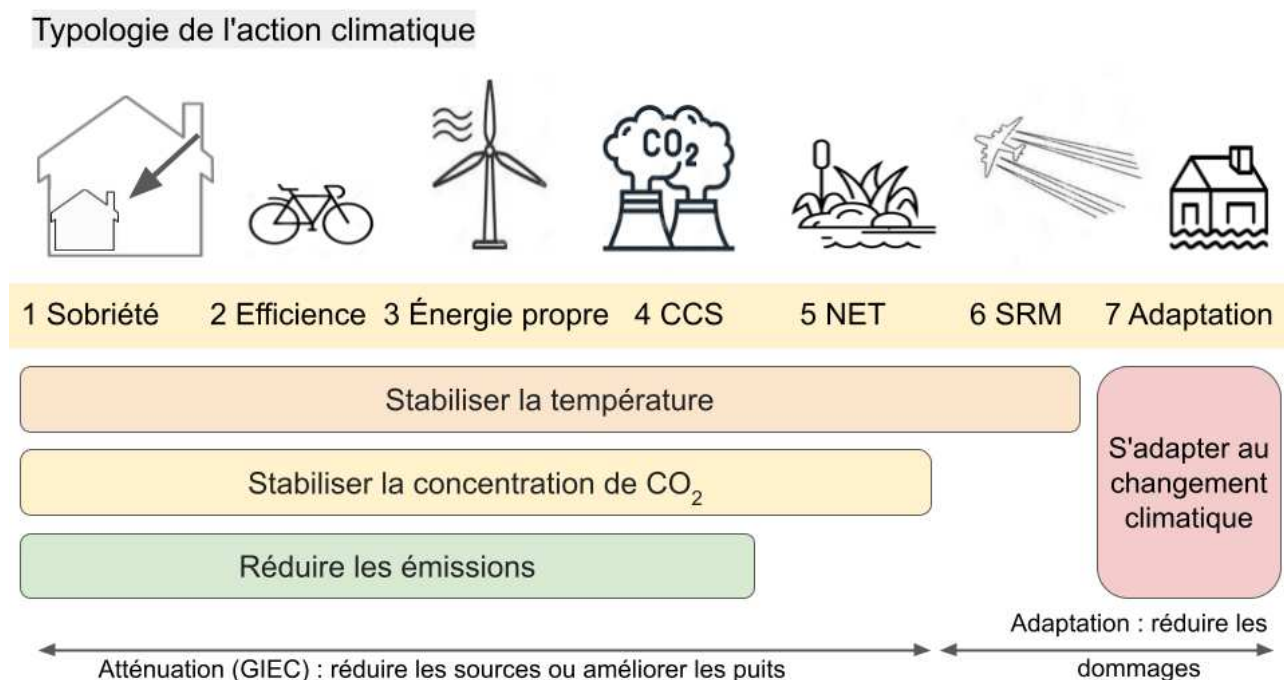 Typologie de l'action climatique
CO₂
1 Sobriété 2 Efficience 3 Énergie propre 4 CCS 5 NET 6 SRM 7 Adaptation
Stabiliser la température
Stabiliser la concentration de CO₂
Réduire les émissions
S'adapter au
changement
climatique
Atténuation (GIEC) : réduire les sources ou améliorer les puits
Adaptation : réduire les
dommages